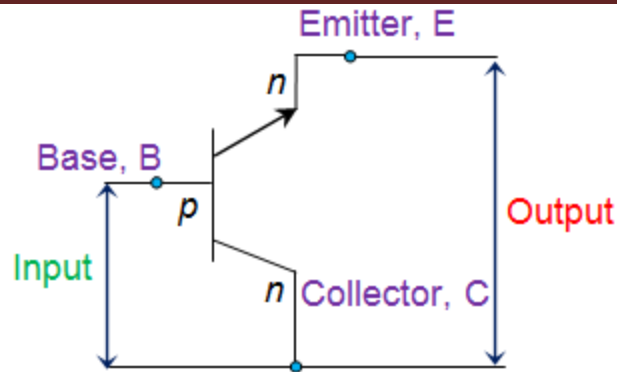 Emitter, E
n
Base, B
p
Output
Input
n
Collector, C